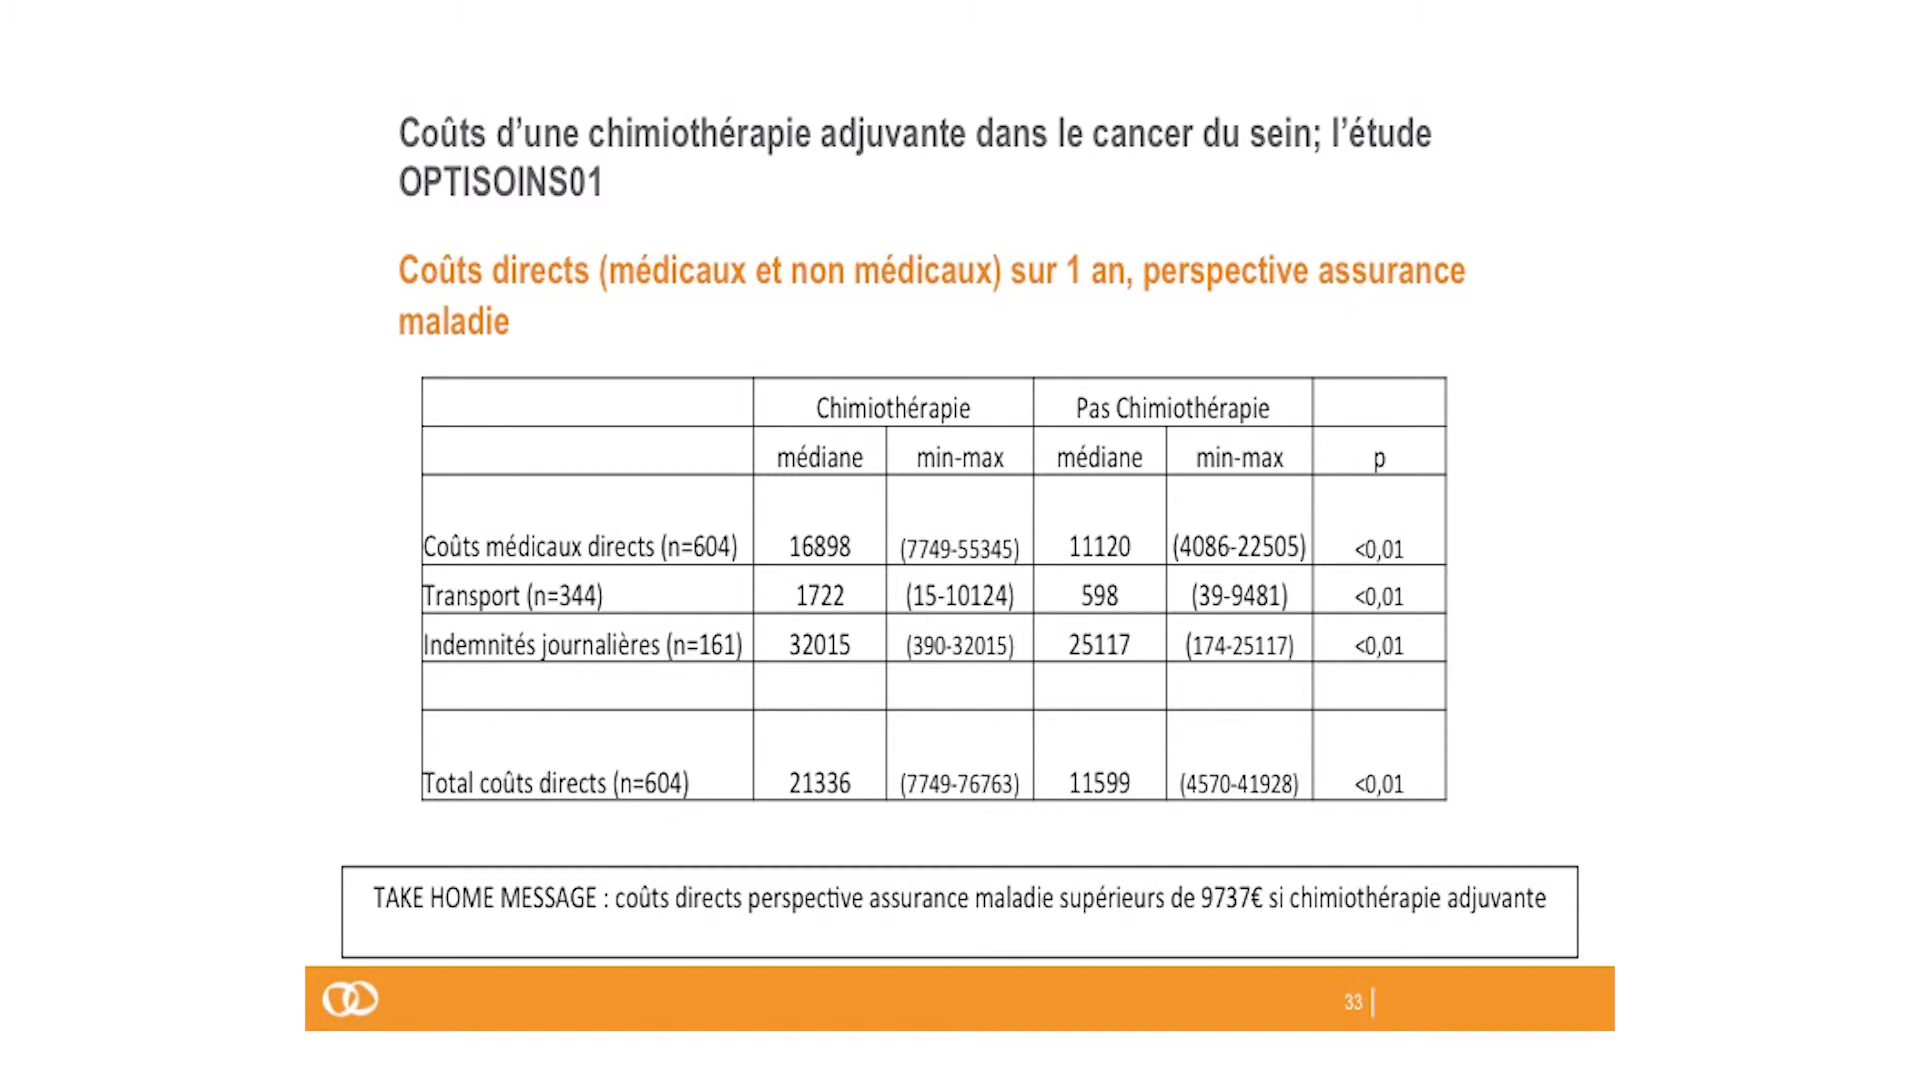 Coûts d’une chimiothérapie adjuvante dans le cancer du sein; l’étude
OPTISOINS01
Coûts directs (médicaux et non médicaux) sur 1 an, perspective assurance
maladie
Chimiothérapie Pas Chimiothérapie
médiane min-max médiane min-max p
Coûts médicaux directs (n=604) 16898 (7749-55345) 11120 (4086-22505) <0,01
Transport (n=344) 1722 (15-10124) 598 (39-9481) <0,01
Indemnités journalières (n=161) 32015 (390-32015) 25117 (174-25117) <0,01
Total coûts directs (n=604) 21336 (7749-76763) 11599 (4570-41928) <0,01
TAKE HOME MESSAGE : coûts directs perspective assurance maladie supérieurs de 9737€ si chimiothérapie adjuvante
33 |